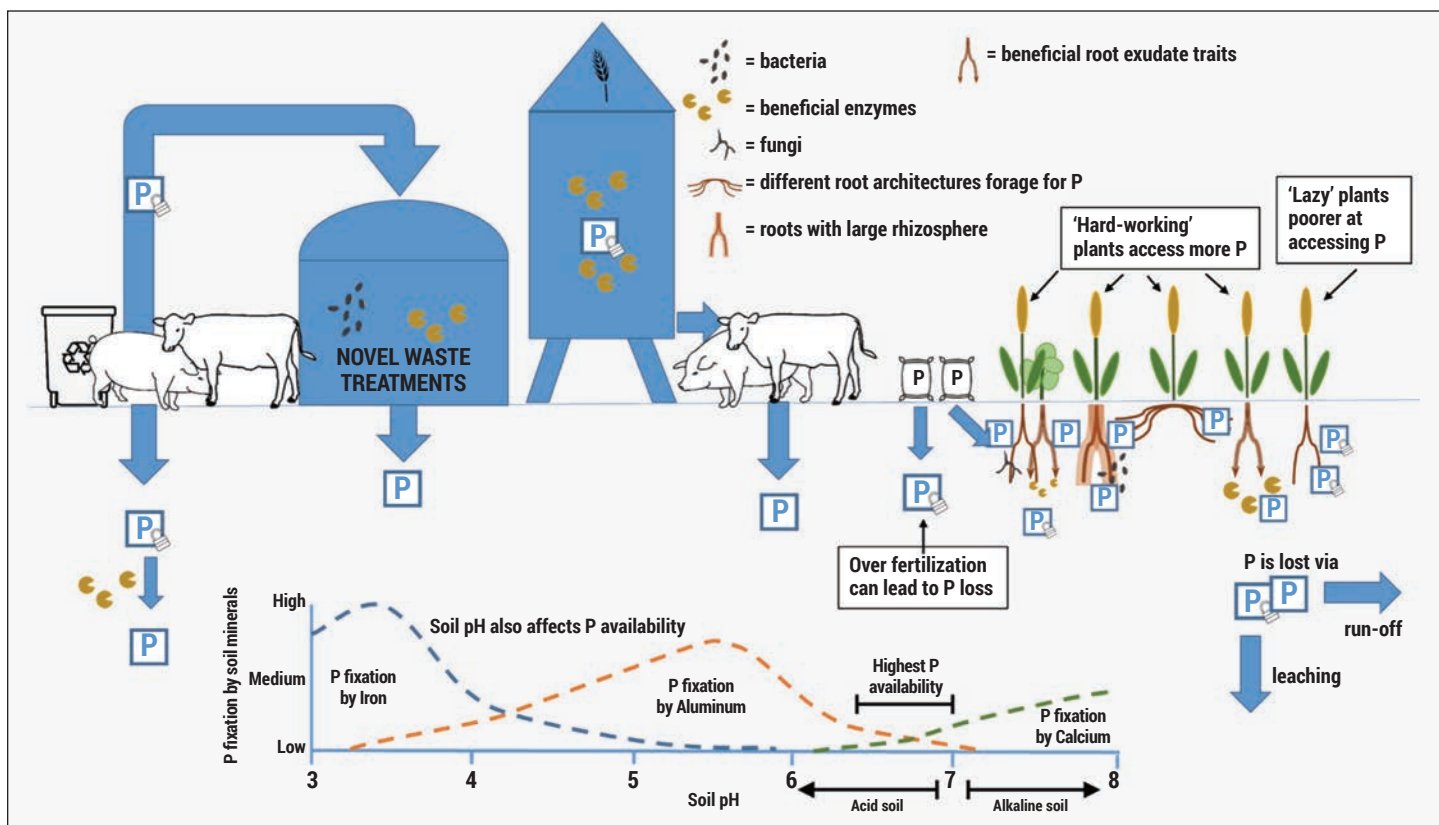 = bacteria
= beneficial root exudate traits
= beneficial enzymes
= fungi
= different root architectures forage for P
= roots with large rhizosphere
'Hard-working'
plants access more P
'Lazy' plants
poorer at
accessing P
P
P
NOVEL WASTE
TREATMENTS
P P
P P P P P
P P P P
P P P P
P
P
Over fertilization
can lead to P loss
P is lost via
P P
run-off
leaching
P
P fixation by soil minerals
High
Medium
Low
Soil pH also affects P availability
P fixation
by Iron
P fixation
by Aluminum
Highest P
availability
P fixation
by Calcium
3 4 5 6 7 8
Soil pH
Acid soil
Alkaline soil